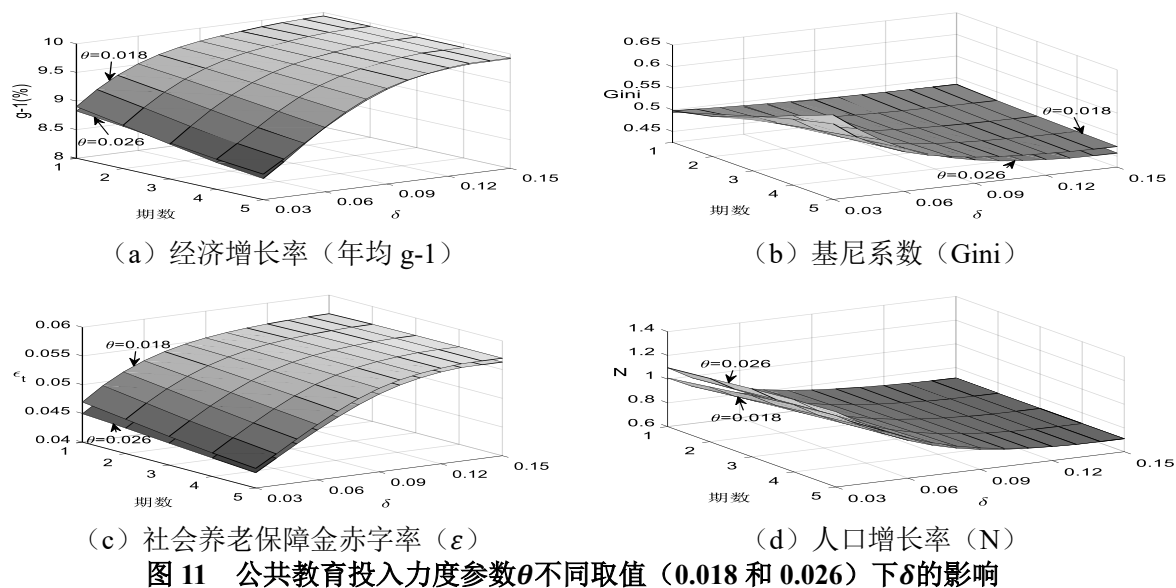 10
9.5
9
8.5
8
g-1(%)
θ=0.018
θ=0.026
1
2
3
4
5
期数
0.03
0.06
0.09
0.12
0.15
δ
（a）经济增长率（年均 g-1）
0.65
0.6
0.55
0.5
0.45
Gini
θ=0.018
θ=0.026
1
2
3
4
5
期数
0.03
0.06
0.09
0.12
0.15
δ
（b）基尼系数（Gini）
0.06
0.055
0.05
0.045
0.04
ϵt
θ=0.018
θ=0.026
1
2
3
4
5
期数
0.03
0.06
0.09
0.12
0.15
δ
（c）社会养老保障金赤字率（ε）
1.4
1.2
1
0.8
0.6
N
θ=0.026
θ=0.018
1
2
3
4
5
期数
0.03
0.06
0.09
0.12
0.15
δ
（d）人口增长率（N）
图 11 公共教育投入力度参数θ不同取值（0.018 和 0.026）下δ的影响